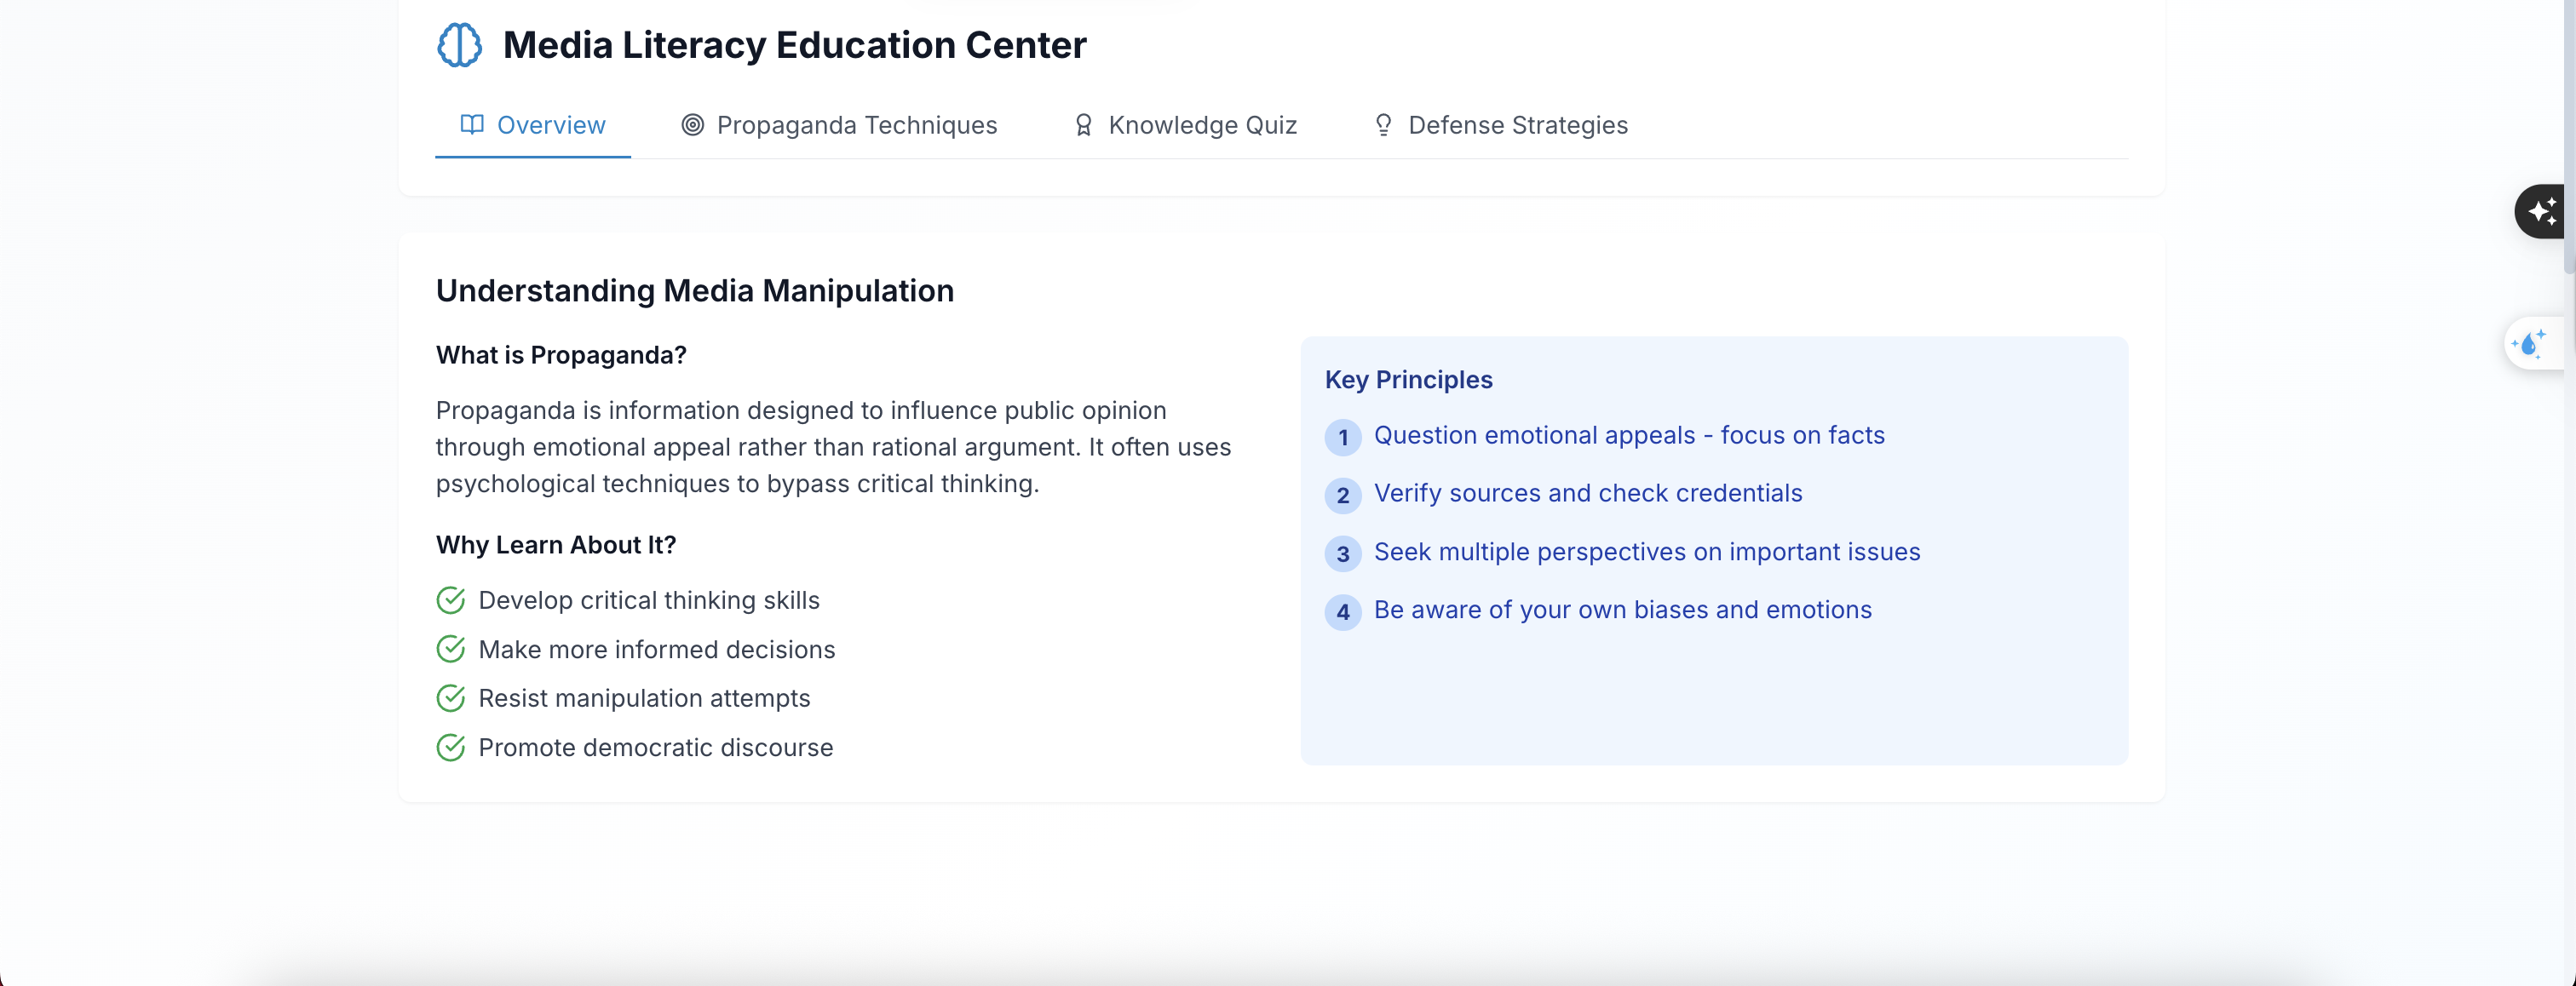 Media Literacy Education Center
Overview
Propaganda Techniques
Knowledge Quiz
Defense Strategies
Understanding Media Manipulation
What is Propaganda?
Propaganda is information designed to influence public opinion
through emotional appeal rather than rational argument. It often uses
psychological techniques to bypass critical thinking.
Why Learn About It?
Develop critical thinking skills
Make more informed decisions
Resist manipulation attempts
Promote democratic discourse
Key Principles
1 Question emotional appeals - focus on facts
2 Verify sources and check credentials
3 Seek multiple perspectives on important issues
4 Be aware of your own biases and emotions